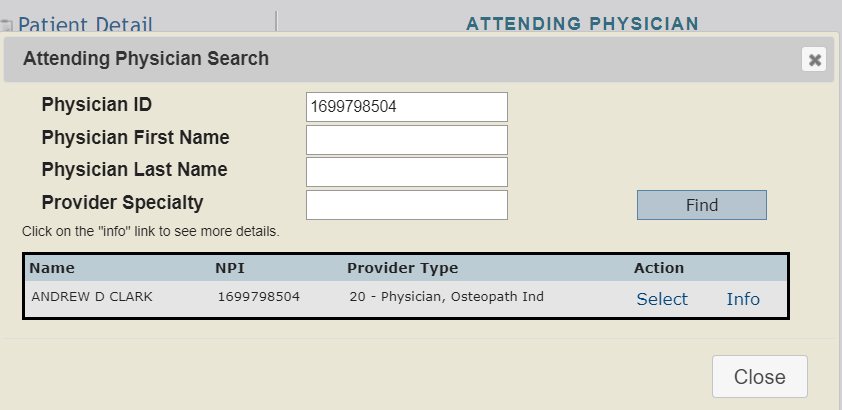 Patient Detail ATTENDING PHYSICIAN
Attending Physician Search
Physician ID 1699798504
Physician First Name
Physician Last Name
Provider Specialty
Find
Click on the "info" link to see more details.
Name NPI Provider Type Action
ANDREW D CLARK 1699798504 20 - Physician, Osteopath Ind Select Info
Close